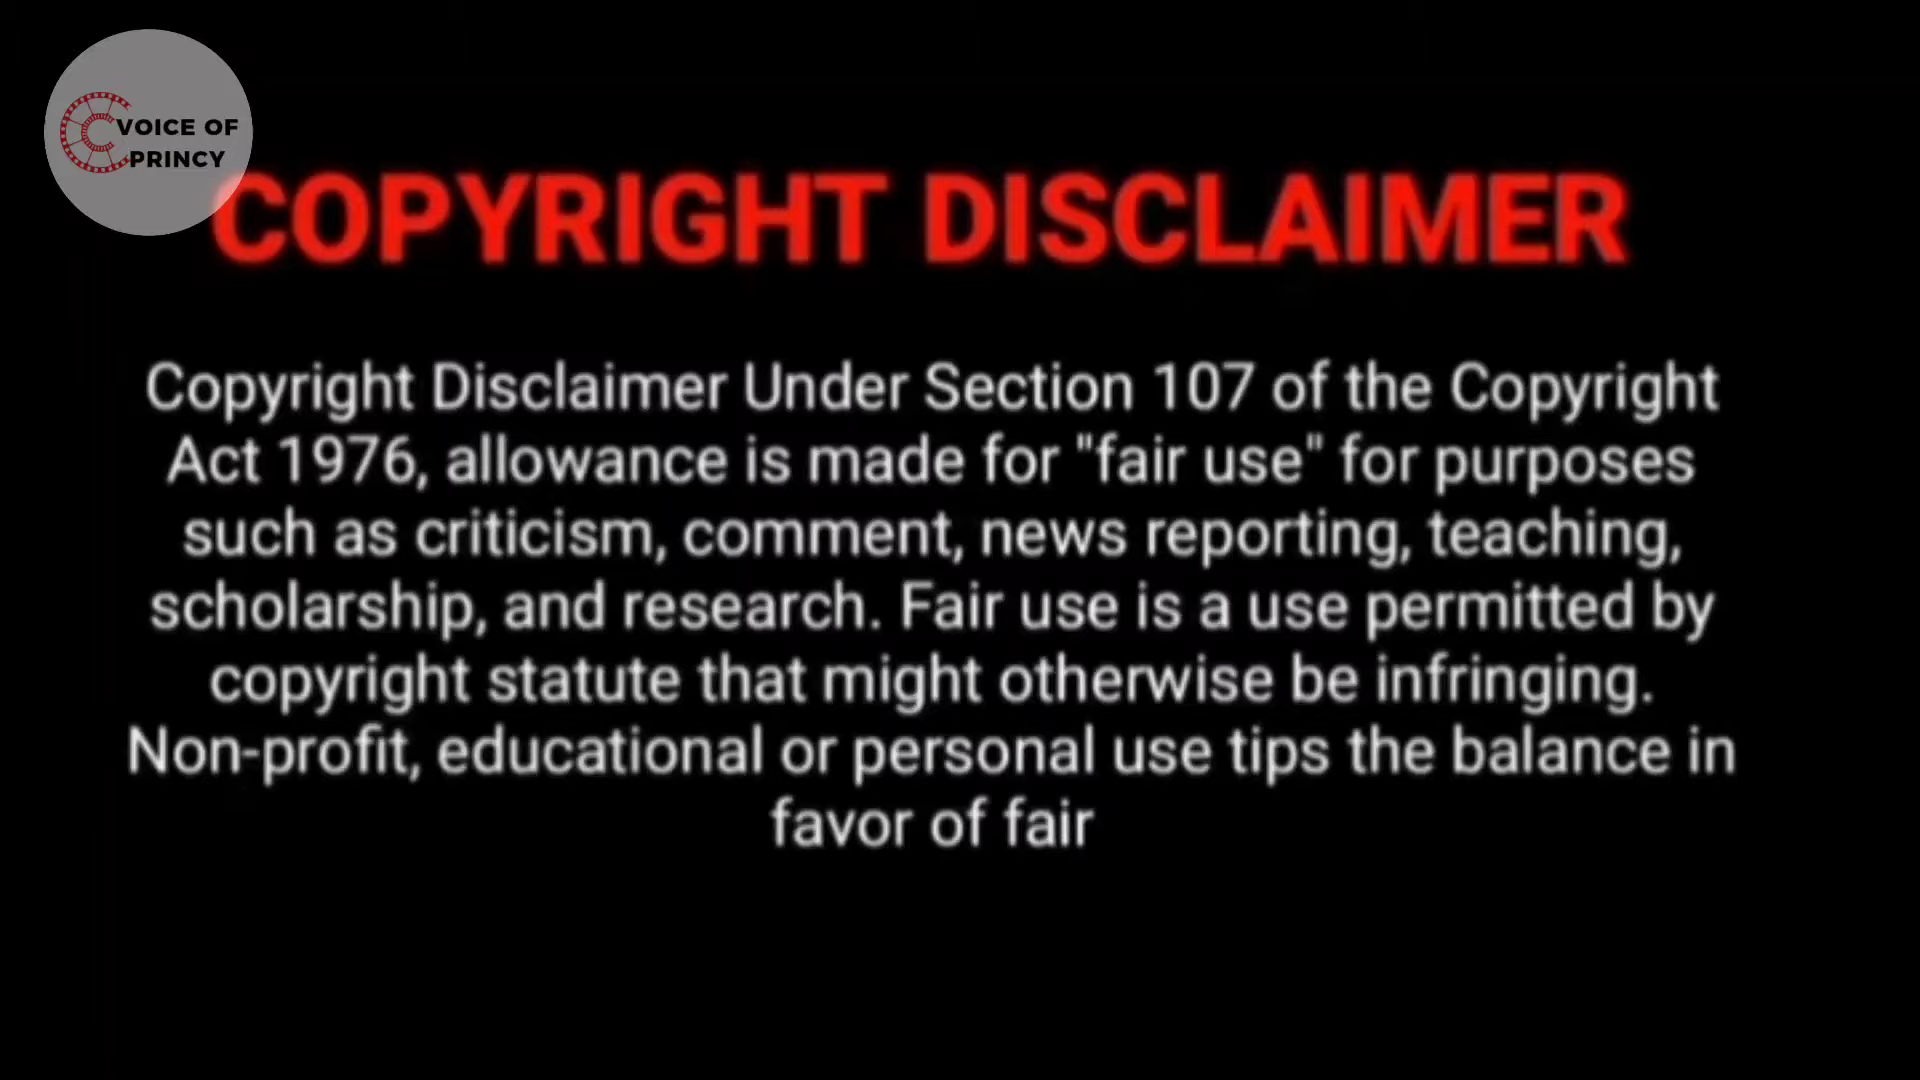 VOICE OF
PRINCY
COPYRIGHT DISCLAIMER
Copyright Disclaimer Under Section 107 of the Copyright
Act 1976, allowance is made for "fair use" for purposes
such as criticism, comment, news reporting, teaching,
scholarship, and research. Fair use is a use permitted by
copyright statute that might otherwise be infringing.
Non-profit, educational or personal use tips the balance in
favor of fair